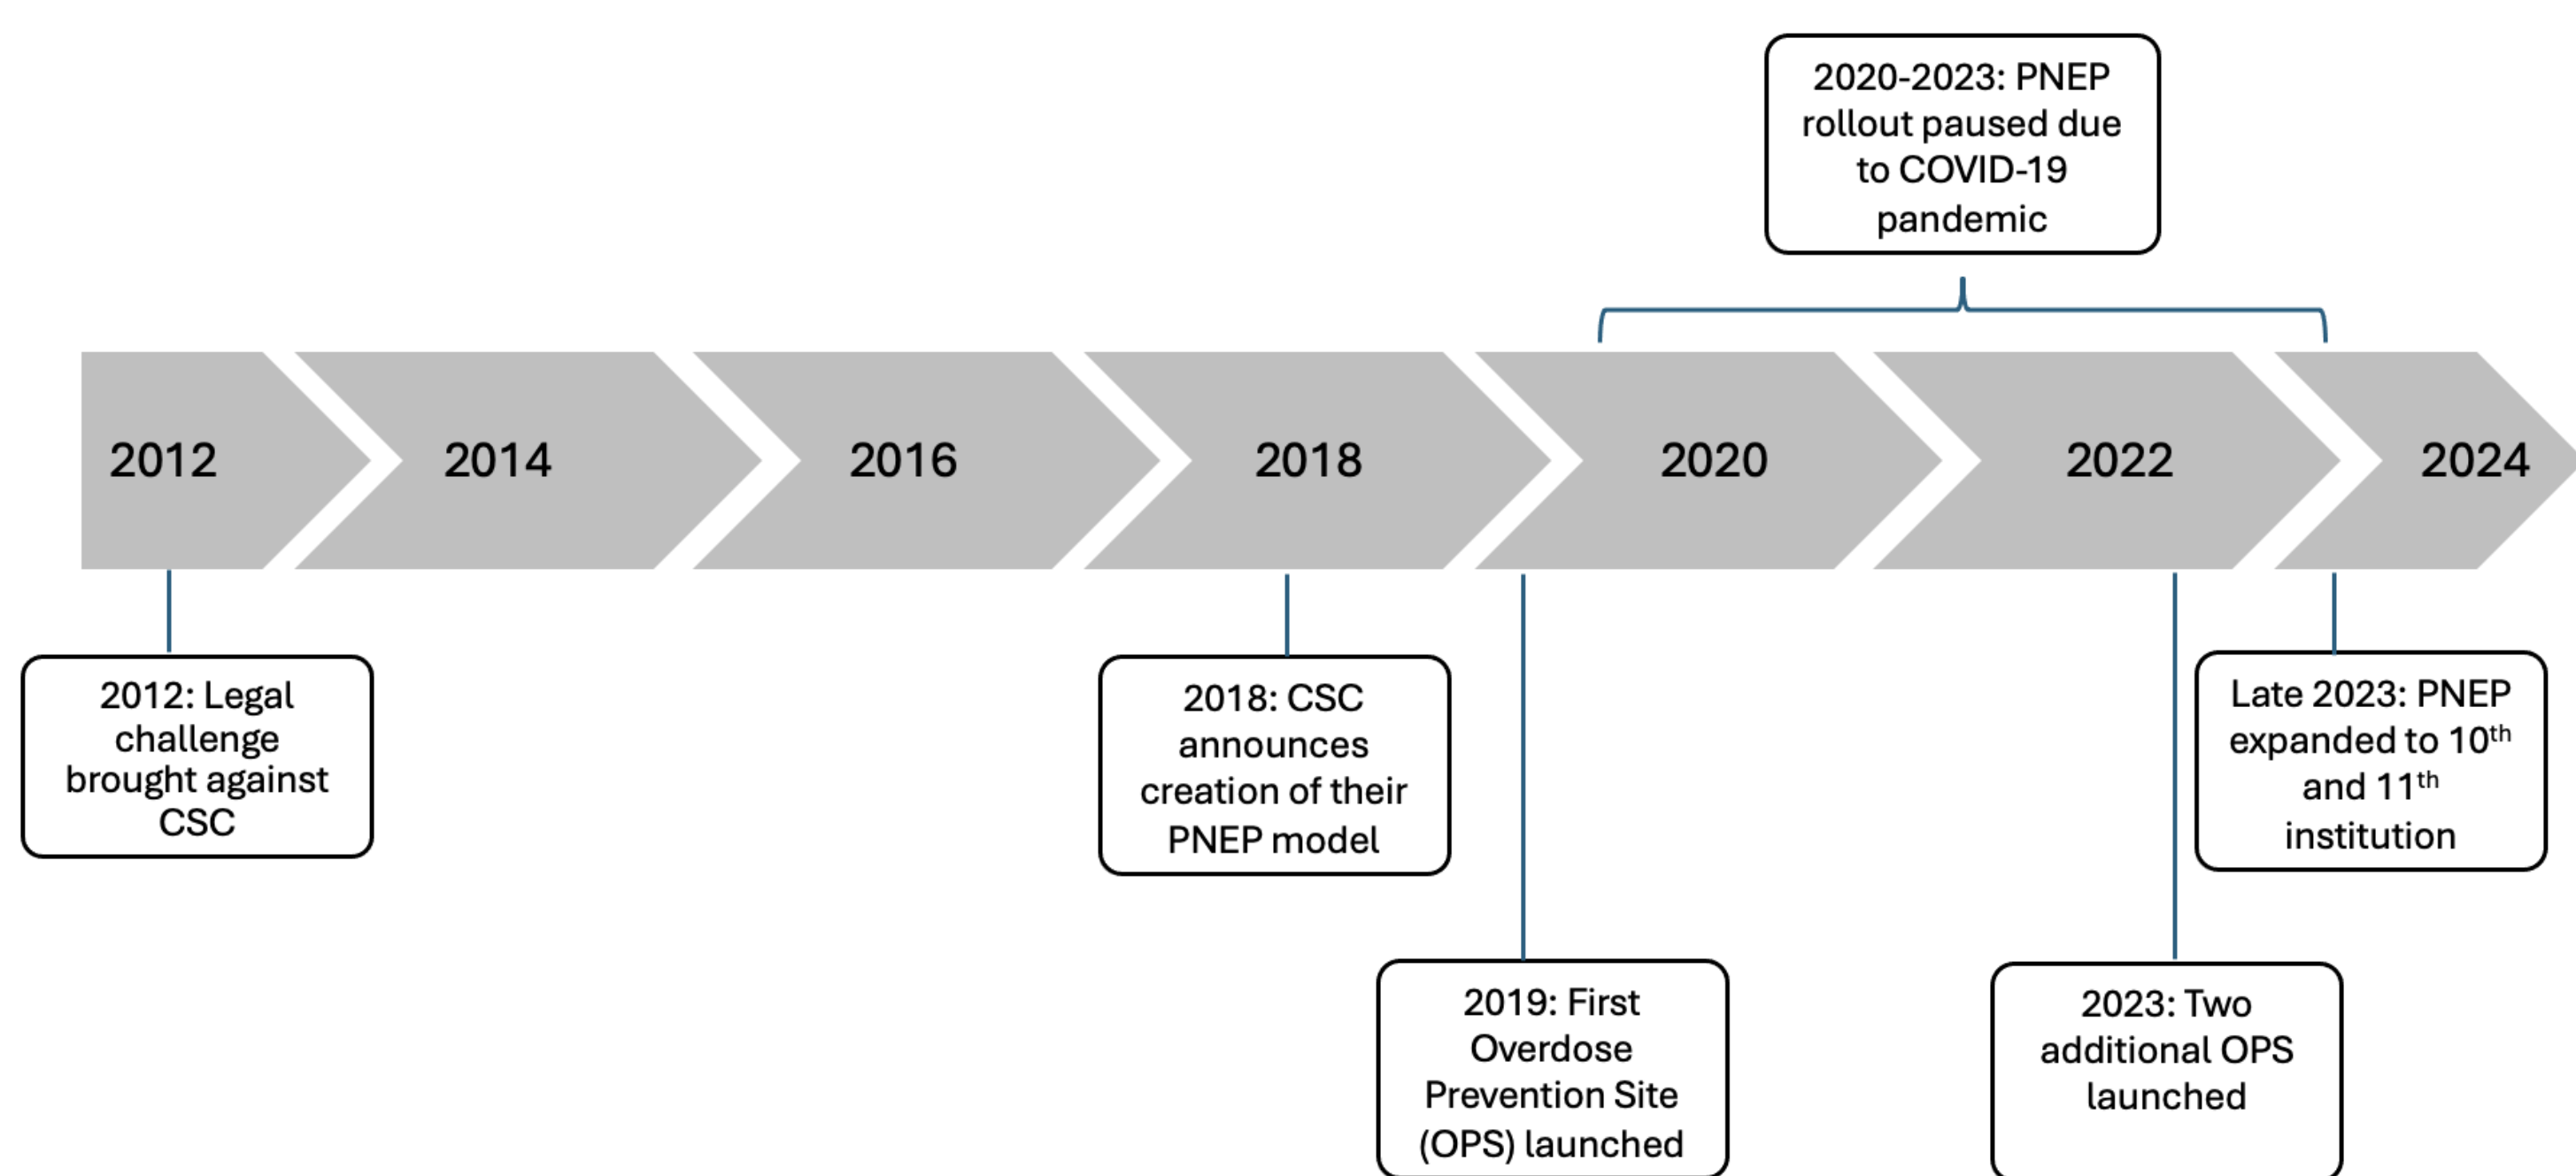 2020-2023: PNEP
rollout paused due
to COVID-19
pandemic
2012
2014
2016
2018
2020
2022
2024
2012: Legal
challenge
brought against
CSC
2018: CSC
announces
creation of their
PNEP model
Late 2023: PNEP
expanded to 10th
and 11th
institution
2019: First
Overdose
Prevention Site
(OPS) launched
2023: Two
additional OPS
launched